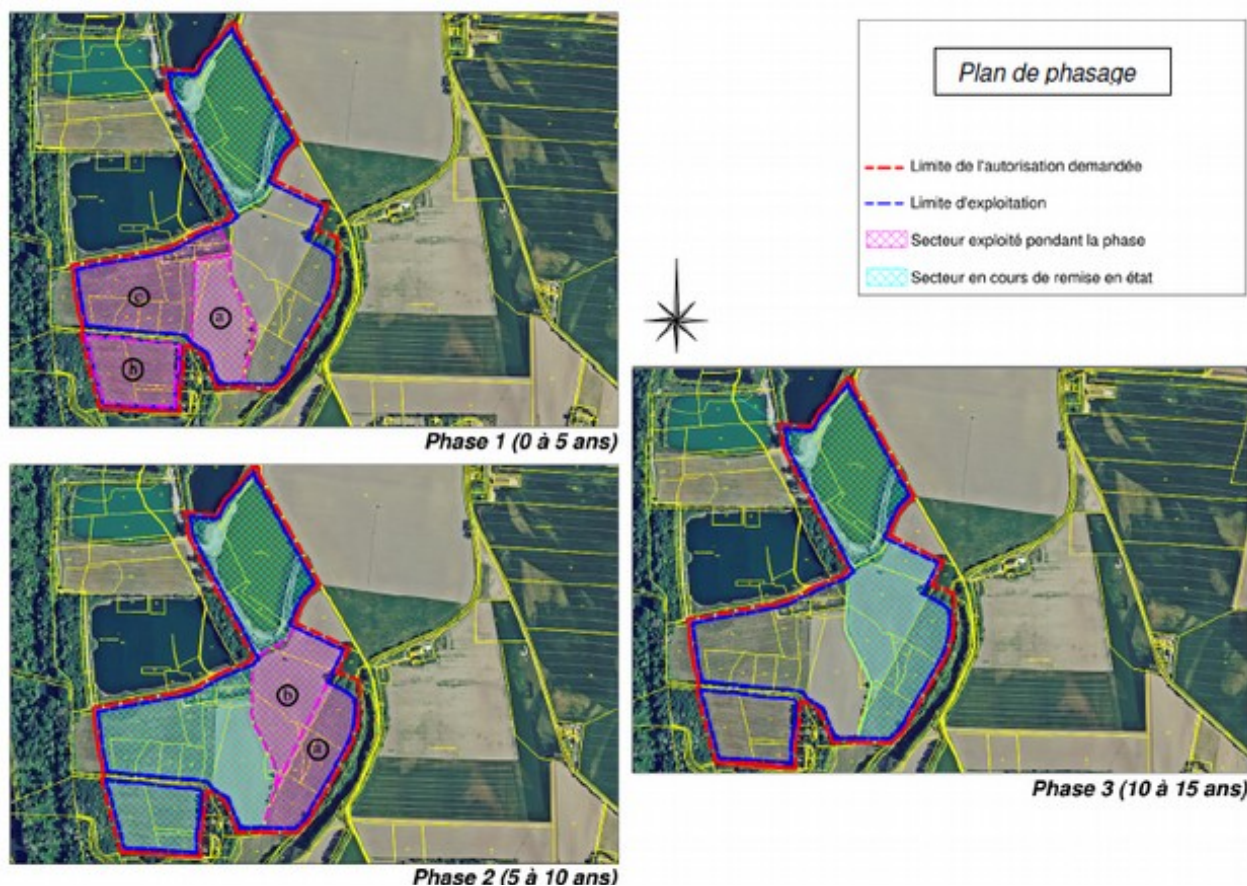 Plan de phasage
Limite de l'autorisation demandée
Limite d'exploitation
Secteur exploité pendant la phase
Secteur en cours de remise en état
c
a
b
Phase 1 (0 à 5 ans)
b
a
Phase 2 (5 à 10 ans)
Phase 3 (10 à 15 ans)